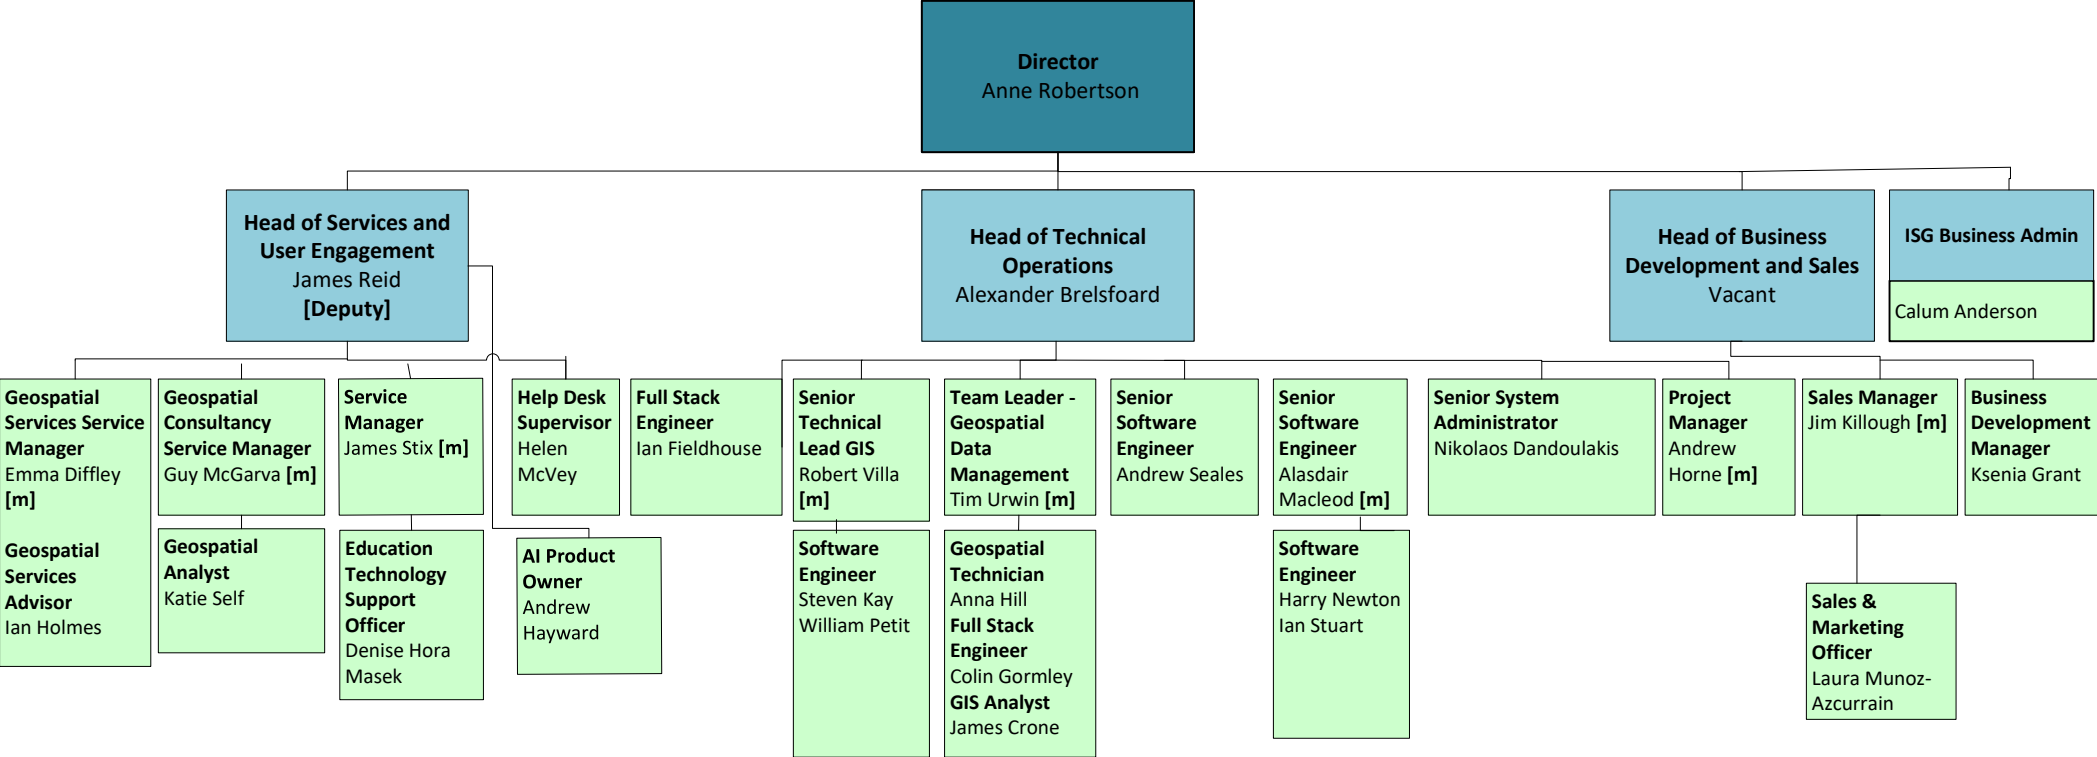 Director
Anne Robertson
Head of Services and
User Engagement
James Reid
[Deputy]
Head of Technical
Operations
Alexander Brelsfoard
Head of Business
Development and Sales
Vacant
ISG Business Admin
Calum Anderson
Geospatial
Services Service
Manager
Emma Diffley
[m]
Geospatial
Services
Advisor
Ian Holmes
Geospatial
Consultancy
Service Manager
Guy McGarva [m]
Geospatial
Analyst
Katie Self
Service
Manager
James Stix [m]
Education
Technology
Support
Officer
Denise Hora
Masek
Help Desk
Supervisor
Helen
McVey
AI Product
Owner
Andrew
Hayward
Full Stack
Engineer
Ian Fieldhouse
Senior
Technical
Lead GIS
Robert Villa
[m]
Software
Engineer
Steven Kay
William Petit
Team Leader -
Geospatial
Data
Management
Tim Urwin [m]
Geospatial
Technician
Anna Hill
Full Stack
Engineer
Colin Gormley
GIS Analyst
James Crone
Senior
Software
Engineer
Andrew Seales
Senior
Software
Engineer
Alasdair
Macleod [m]
Software
Engineer
Harry Newton
Ian Stuart
Senior System
Administrator
Nikolaos Dandoulakis
Project
Manager
Andrew
Horne [m]
Sales Manager
Jim Killough [m]
Sales &
Marketing
Officer
Laura Munoz-
Azcurrain
Business
Development
Manager
Ksenia Grant